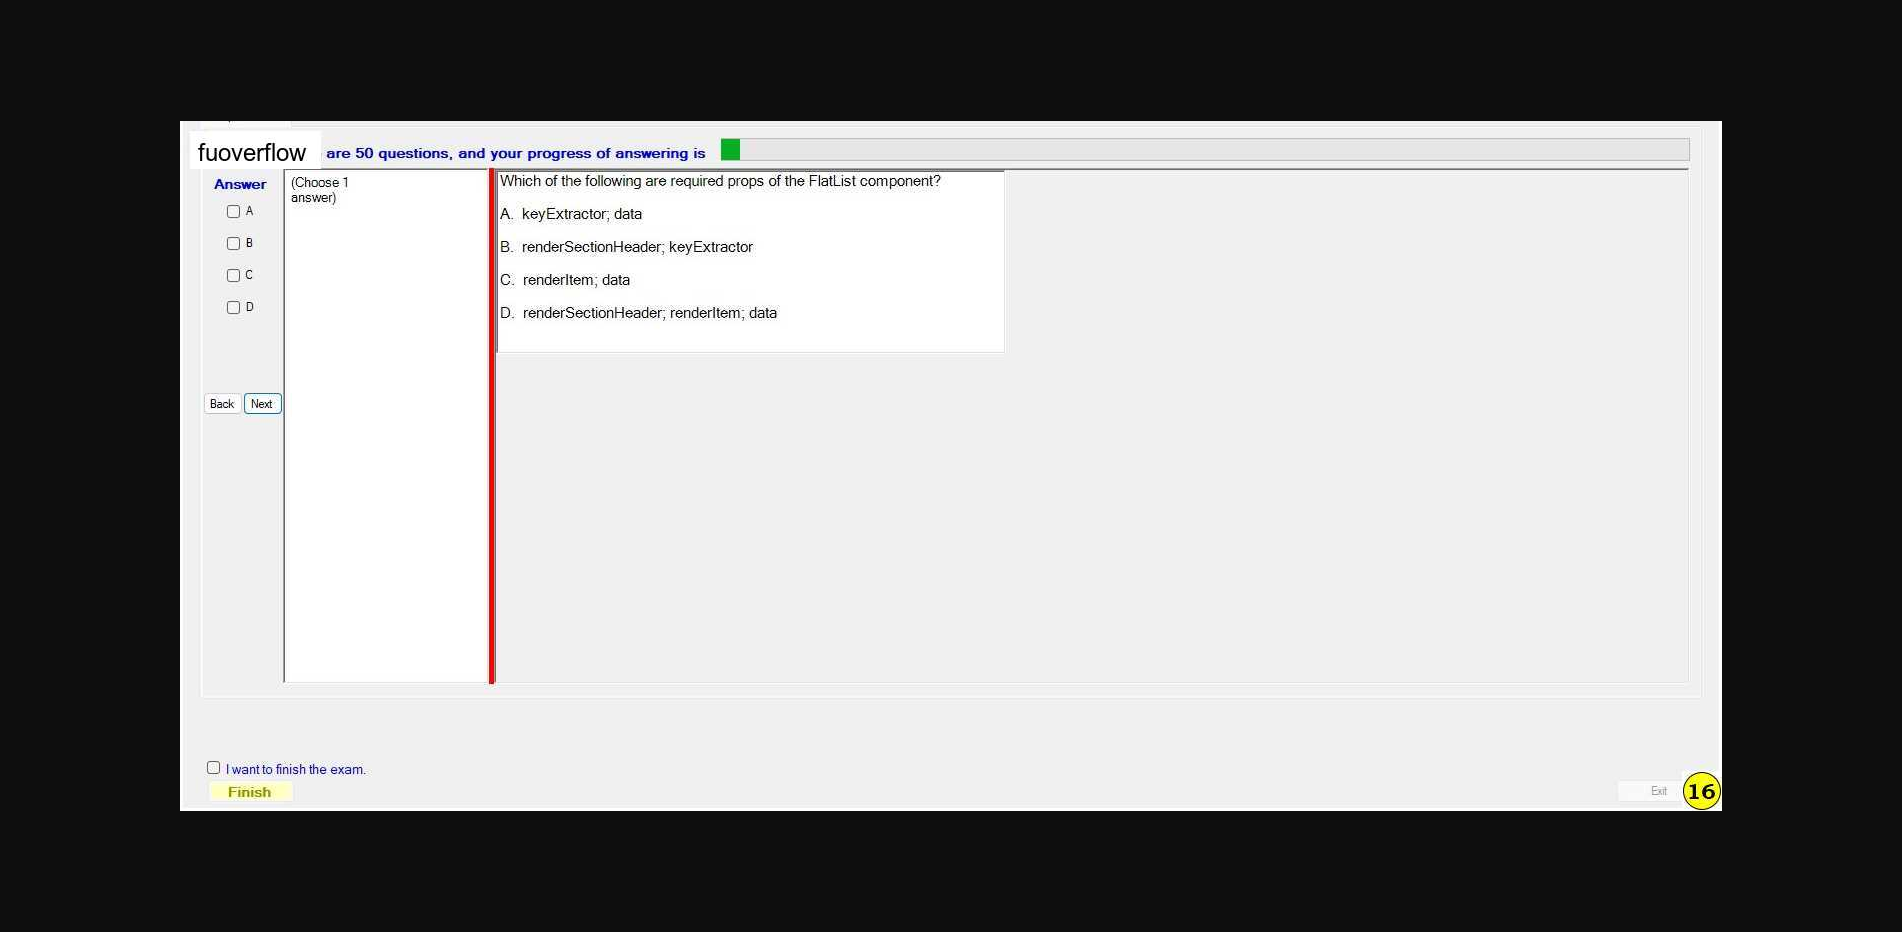 fuoverflow are 50 questions, and your progress of answering is
Answer
A
B
C
D
Back Next
(Choose 1
answer)
Which of the following are required props of the FlatList component?
A. keyExtractor; data
B. renderSectionHeader; keyExtractor
C. renderItem; data
D. renderSectionHeader; renderItem; data
I want to finish the exam.
Finish
Exit
16